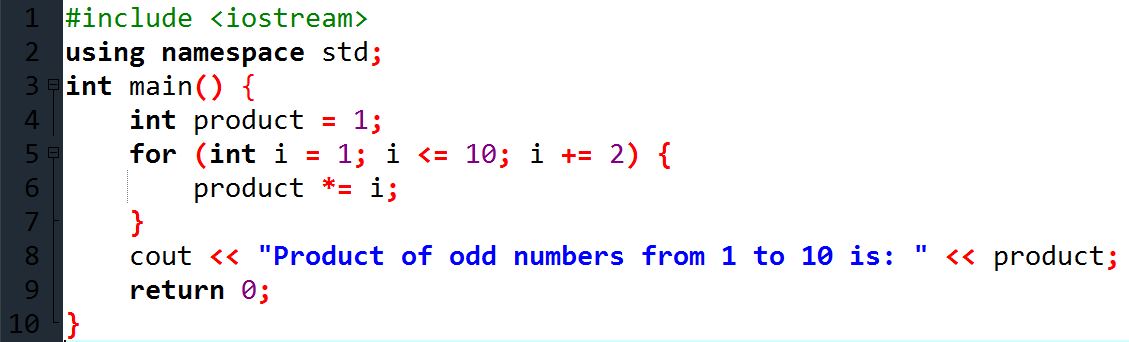 1 #include <iostream>
2 using namespace std;
3 int main() {
4     int product = 1;
5     for (int i = 1; i <= 10; i += 2) {
6         product *= i;
7     }
8     cout << "Product of odd numbers from 1 to 10 is: " << product;
9     return 0;
10 }